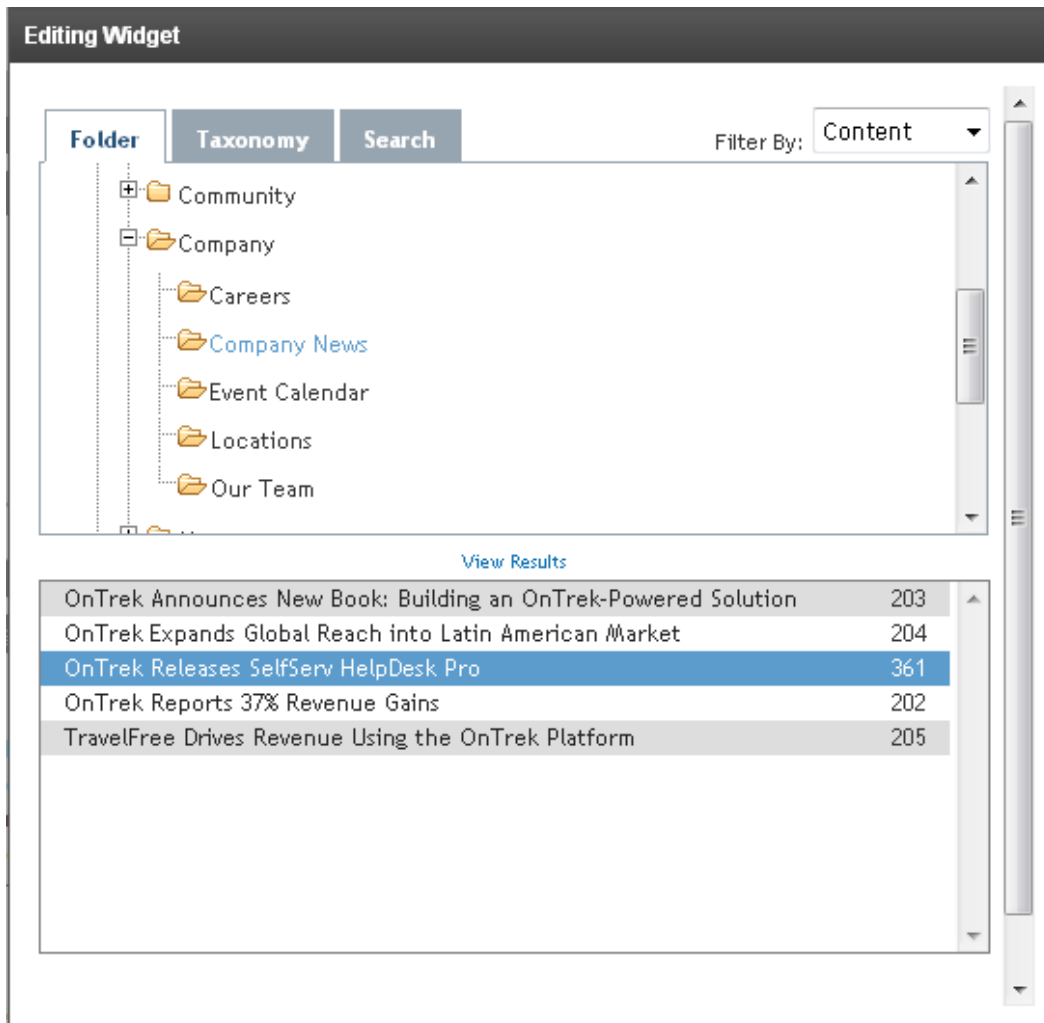 Editing Widget
Folder Taxonomy Search Filter By: Content
Community
Company
Careers
Company News
Event Calendar
Locations
Our Team
View Results
OnTrek Announces New Book: Building an OnTrek-Powered Solution 203
OnTrek Expands Global Reach into Latin American Market 204
OnTrek Releases SelfServ HelpDesk Pro 361
OnTrek Reports 37% Revenue Gains 202
TravelFree Drives Revenue Using the OnTrek Platform 205